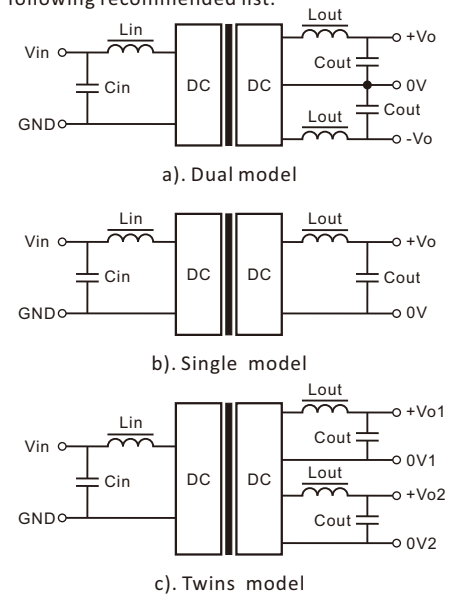 following recommended list.
Lin Lout
Vin +Vo
Cout
Cin DC DC 0V
Cout
Lout
GND -Vo
a). Dual model
Lin Lout
Vin +Vo
Cin DC DC Cout
GND 0V
b). Single model
Lout
+Vo1
Lin Cout
Vin 0V1
Lout
Cin DC DC +Vo2
GND Cout
0V2
c). Twins model